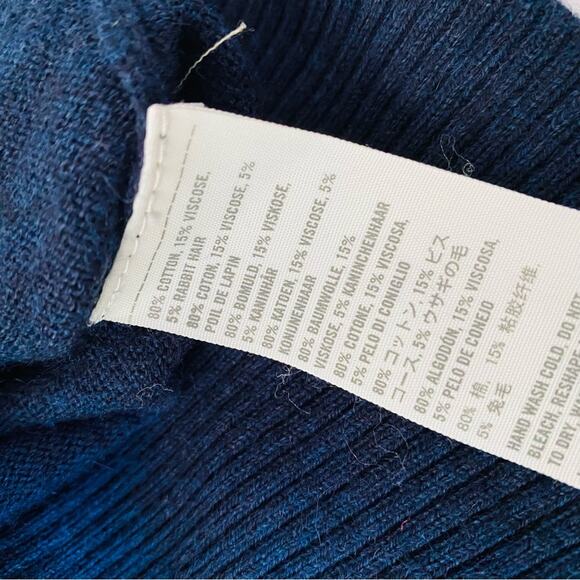 80% COTTON, 15% VISCOSE,
5% RABBIT HAIR
80% COTON, 15% VISCOSE, 5%
POIL DE LAPIN
80% BOMULD, 15% VISKOSE,
5% KANINHÅR
80% KATOEN, 15% VISCOSE, 5%
KONIJNENHAAR
80% BAUMWOLLE, 15%
VISKOSE, 5% KANINCHENHAAR
80% COTONE, 15% VISCOSA,
5% PELO DI CONIGLIO
80% コットン, 15% ビス
コース, 5% ウサギの毛
80% ALGODÓN, 15% VISCOSA,
5% PELO DE CONEJO
80% 棉, 15% 粘胶纤维
5% 兔毛
HAND WASH COLD. DO NO
BLEACH, RESHAPE
TO DRY,